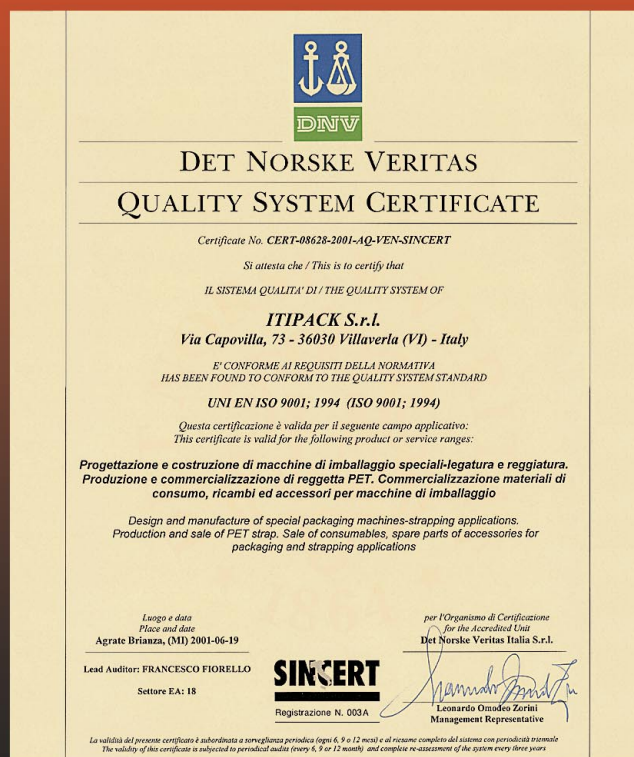 DNV
DET NORSKE VERITAS
QUALITY SYSTEM CERTIFICATE
Certificate No. CERT-08628-2001-AQ-VEN-SINCERT
Si attesta che / This is to certify that
IL SISTEMA QUALITA' DI / THE QUALITY SYSTEM OF
ITIPACK S.r.l.
Via Capovilla, 73 - 36030 Villaverla (VI) - Italy
E' CONFORME AI REQUISITI DELLA NORMATIVA
HAS BEEN FOUND TO CONFORM TO THE QUALITY SYSTEM STANDARD
UNI EN ISO 9001; 1994 (ISO 9001; 1994)
Questa certificazione è valida per il seguente campo applicativo:
This certificate is valid for the following product or service ranges:
Progettazione e costruzione di macchine di imballaggio speciali-legatura e reggiatura.
Produzione e commercializzazione di reggetta PET. Commercializzazione materiali di
consumo, ricambi ed accessori per macchine di imballaggio
Design and manufacture of special packaging machines-strapping applications.
Production and sale of PET strap. Sale of consumables, spare parts of accessories for
packaging and strapping applications
Luogo e data
Place and date
Agrate Brianza, (MI) 2001-06-19
per l'Organismo di Certificazione
for the Accredited Unit
Det Norske Veritas Italia S.r.l.
Lead Auditor: FRANCESCO FIORELLO
Settore EA: 18
SINCERT
Registrazione N. 003A
Leonardo Omodeo Zorini
Management Representative
La validità del presente certificato è subordinata a sorveglianza periodica (ogni 6, 9 o 12 mesi) e al riesame completo del sistema con periodicità triennale
The validity of this certificate is subjected to periodical audits (every 6, 9 or 12 month) and complete re-assessment of the system every three years